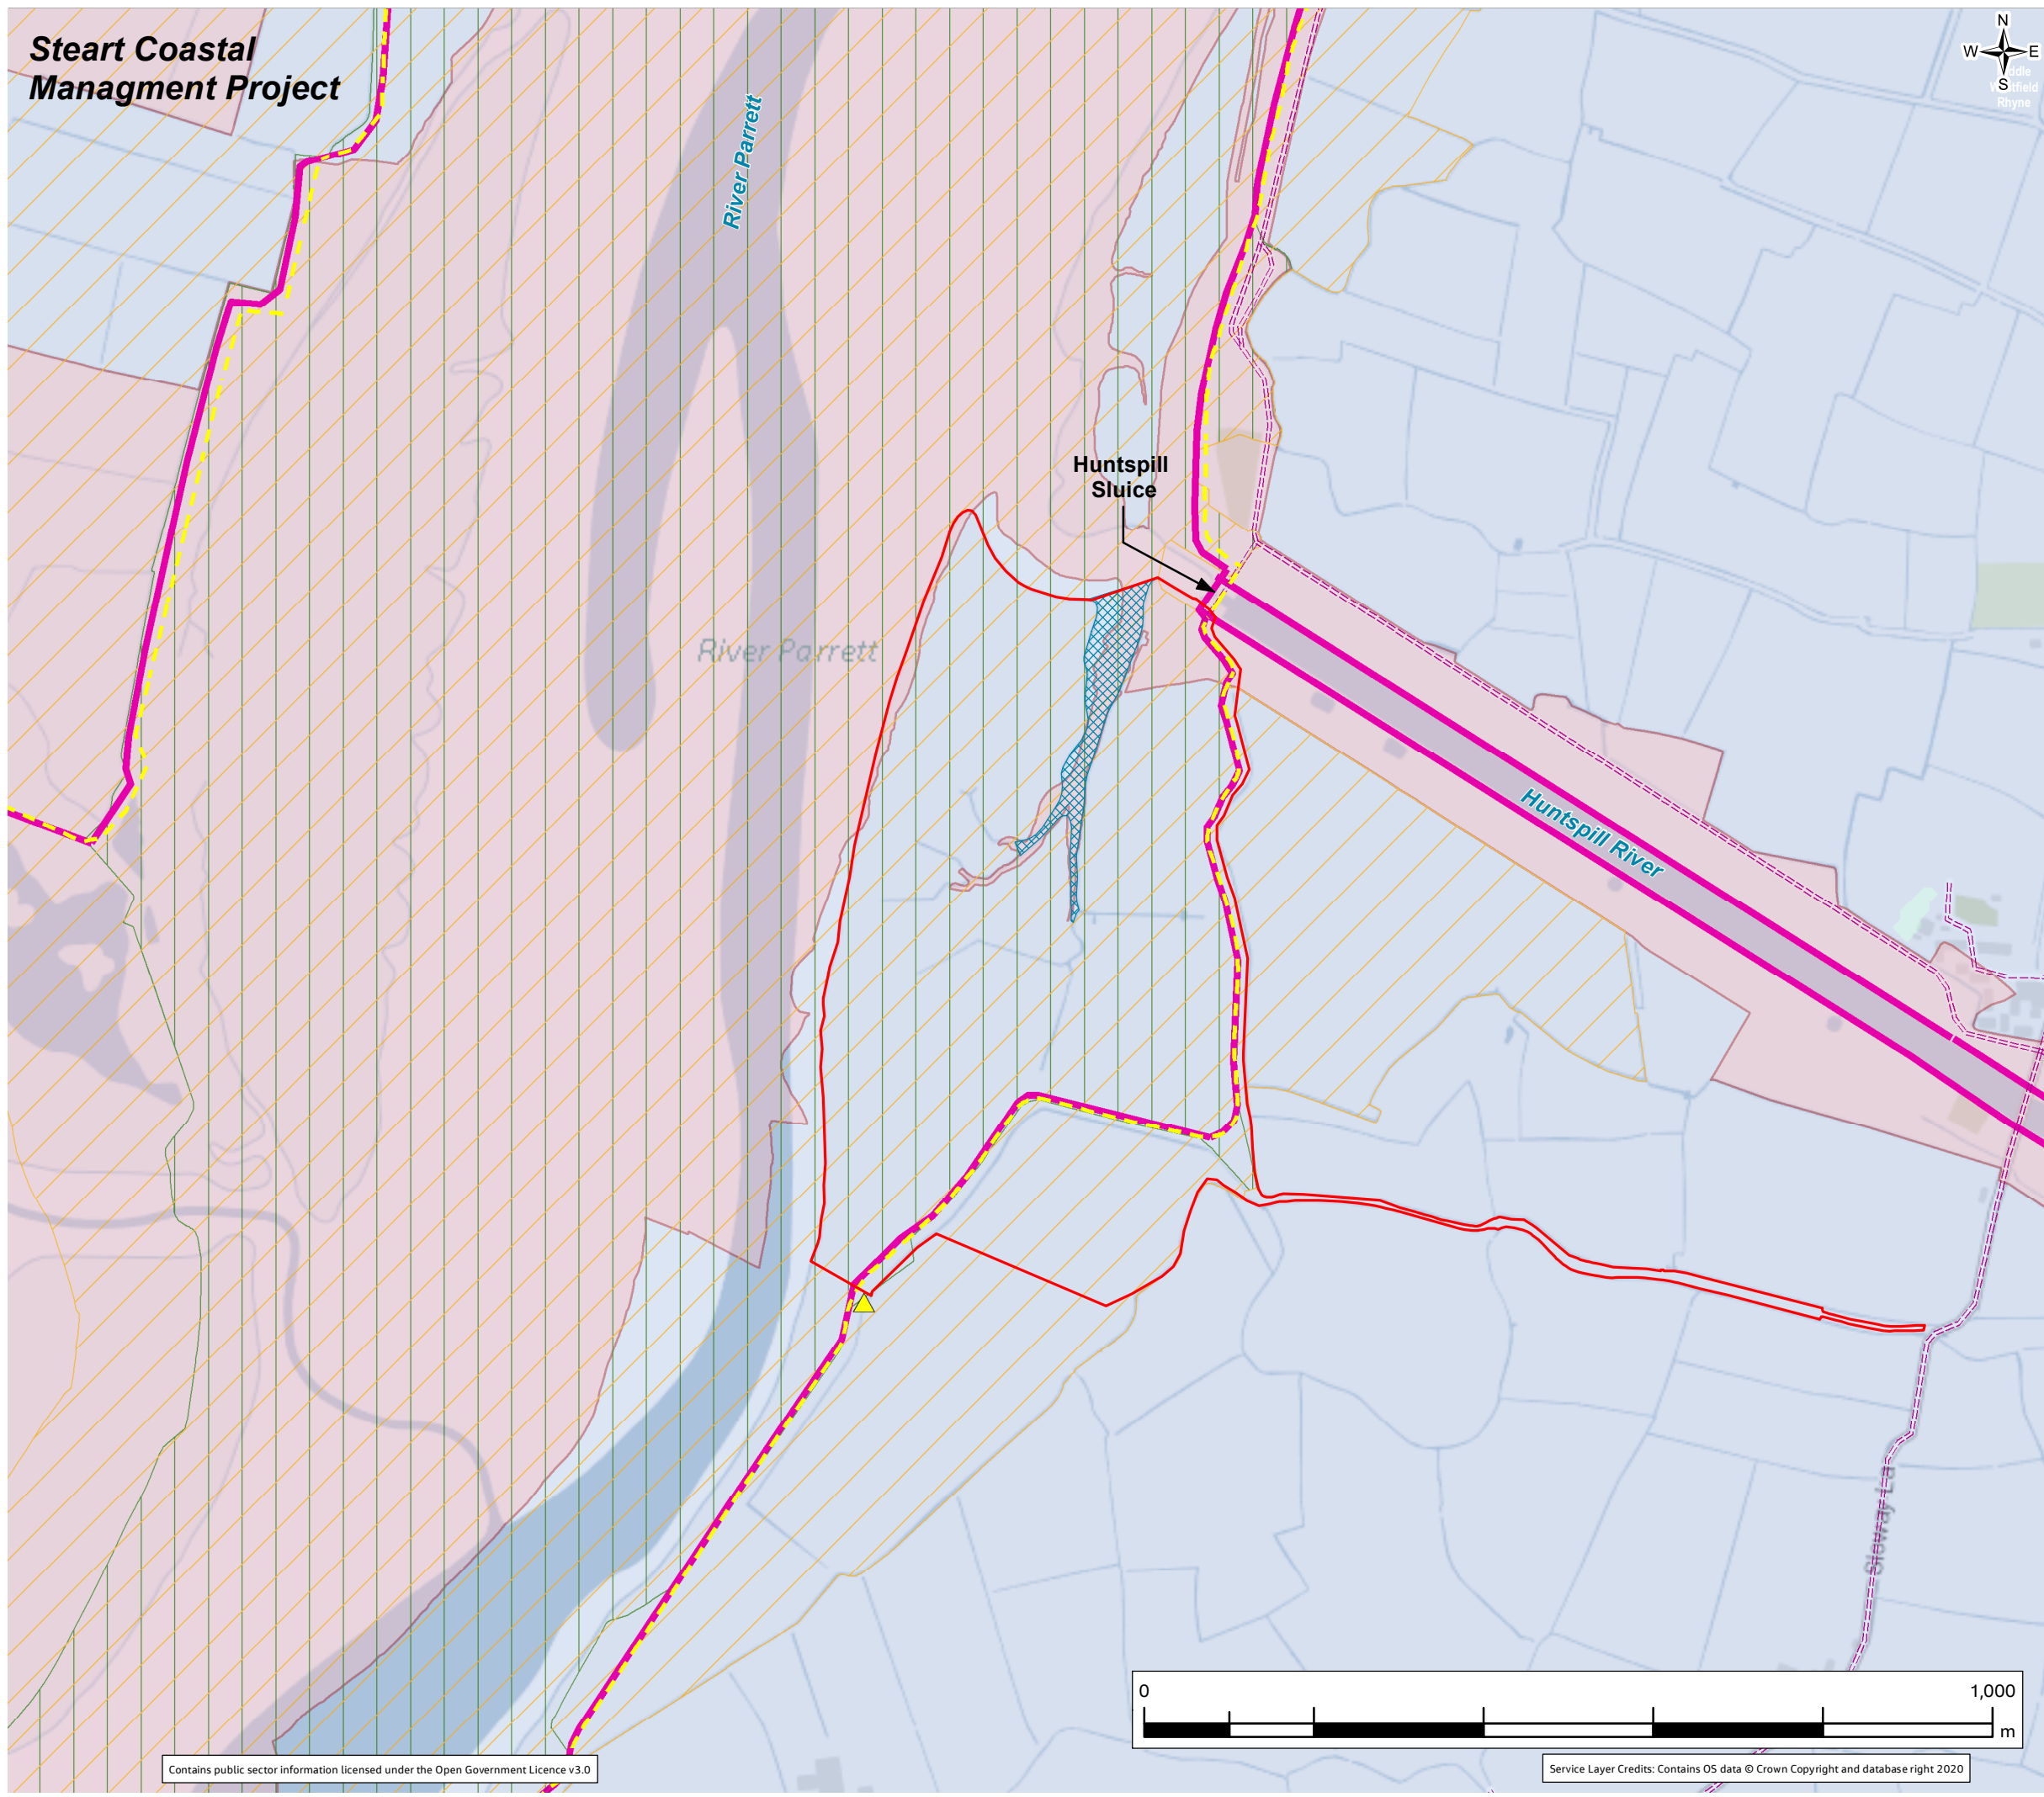 Steart Coastal
Managment Project
N
W E
S
Rhyne
River Parrett
Huntspill
Sluice
River Parrett
Huntspill River
0 1,000
m
Contains public sector information licensed under the Open Government Licence v3.0
Service Layer Credits: Contains OS data © Crown Copyright and database right 2020